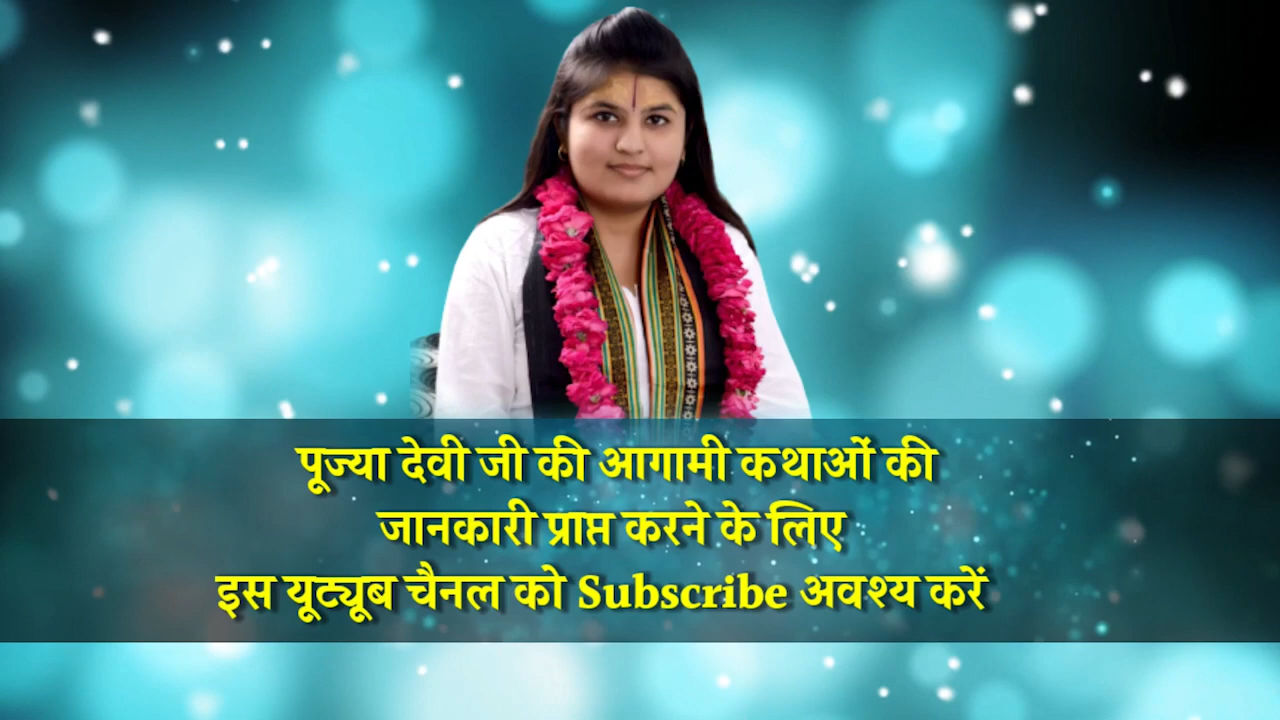 पूज्या देवी जी की आगामी कथाओं की
जानकारी प्राप्त करने के लिए
इस यूट्यूब चैनल को Subscribe अवश्य करें